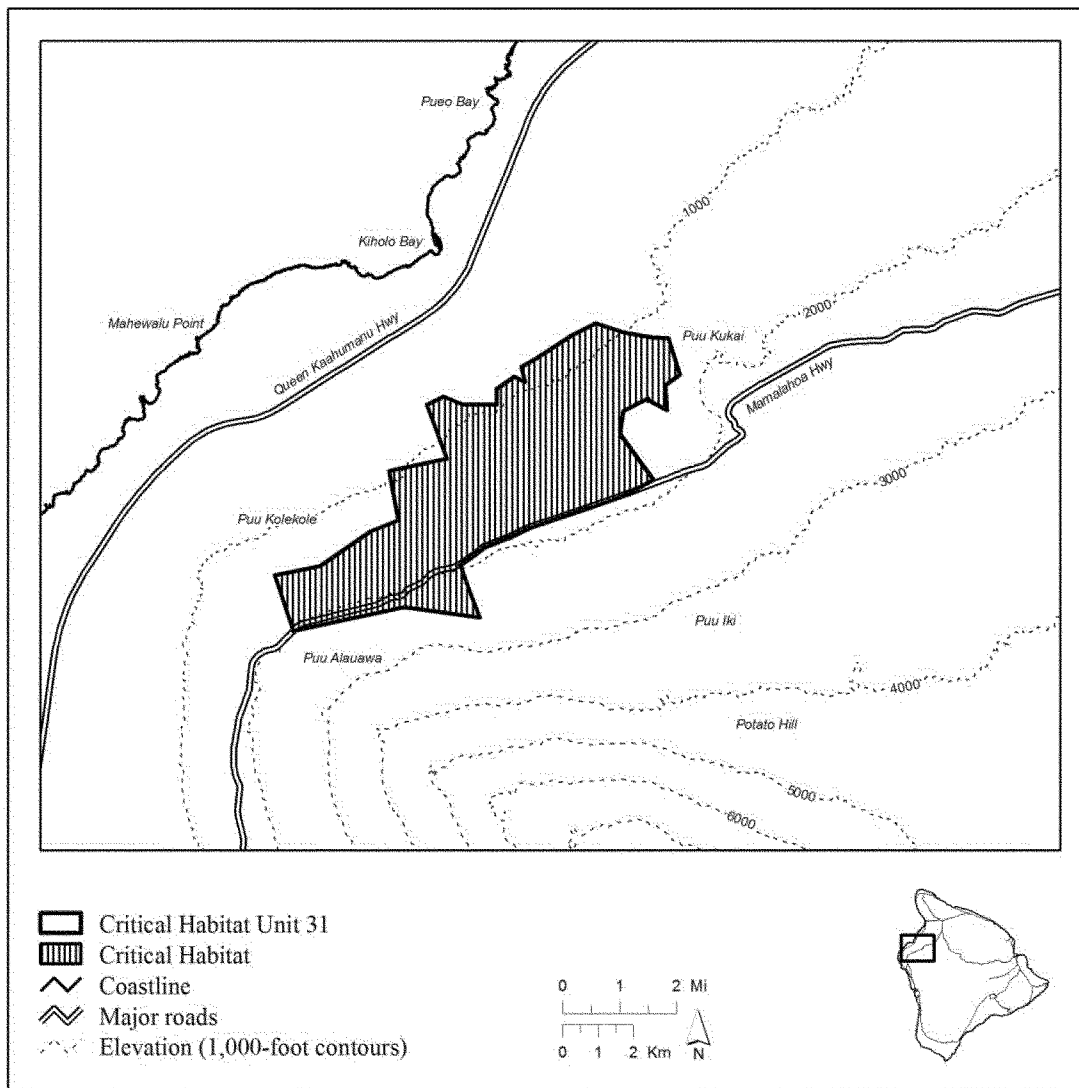 Pueo Bay
Kiholo Bay
Mahewalu Point
Queen Kaahumanu Hwy
1000
2000
Puu Kukai
Mamalahoa Hwy
3000
Puu Kolekole
Puu Iki
Puu Alauawa
4000
Potato Hill
5000
6000
Critical Habitat Unit 31
Critical Habitat
Coastline
Major roads
Elevation (1,000-foot contours)
0 1 2 Mi
0 1 2 Km
N